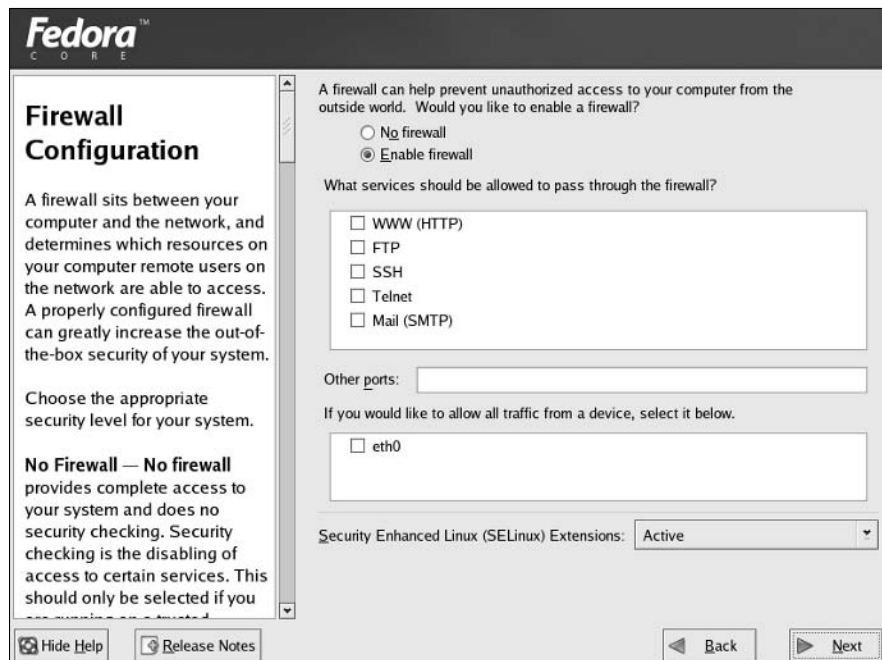 Fedora™
CORE
Firewall
Configuration
A firewall sits between your
computer and the network, and
determines which resources on
your computer remote users on
the network are able to access.
A properly configured firewall
can greatly increase the out-of-
the-box security of your system.
Choose the appropriate
security level for your system.
No Firewall — No firewall
provides complete access to
your system and does no
security checking. Security
checking is the disabling of
access to certain services. This
should only be selected if you
A firewall can help prevent unauthorized access to your computer from the
outside world. Would you like to enable a firewall?
No firewall
Enable firewall
What services should be allowed to pass through the firewall?
WWW (HTTP)
FTP
SSH
Telnet
Mail (SMTP)
Other ports:
If you would like to allow all traffic from a device, select it below.
eth0
Security Enhanced Linux (SELinux) Extensions: Active
Hide Help
Release Notes
Back
Next